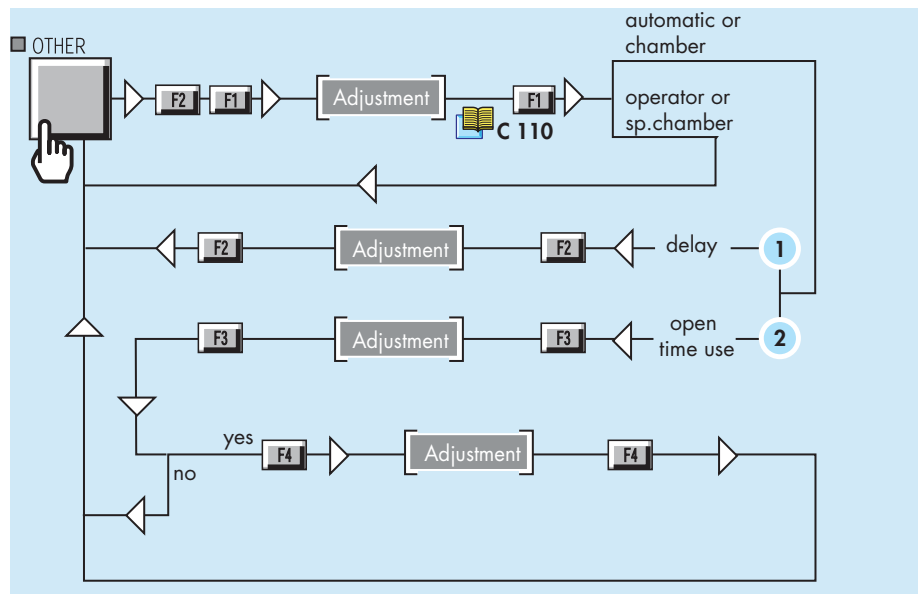 automatic or
chamber
OTHER
F2
F1
Adjustment
F1
operator or
sp.chamber
C 110
F2
Adjustment
F2
delay
1
F3
Adjustment
F3
open
time use
2
yes
F4
Adjustment
F4
no